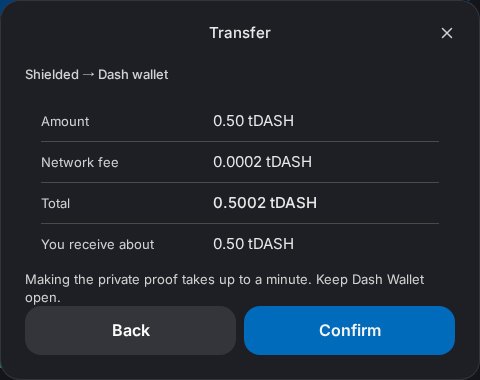 Transfer
Shielded → Dash wallet
Amount 0.50 tDASH
Network fee 0.0002 tDASH
Total 0.5002 tDASH
You receive about 0.50 tDASH
Making the private proof takes up to a minute. Keep Dash Wallet
open.
Back Confirm